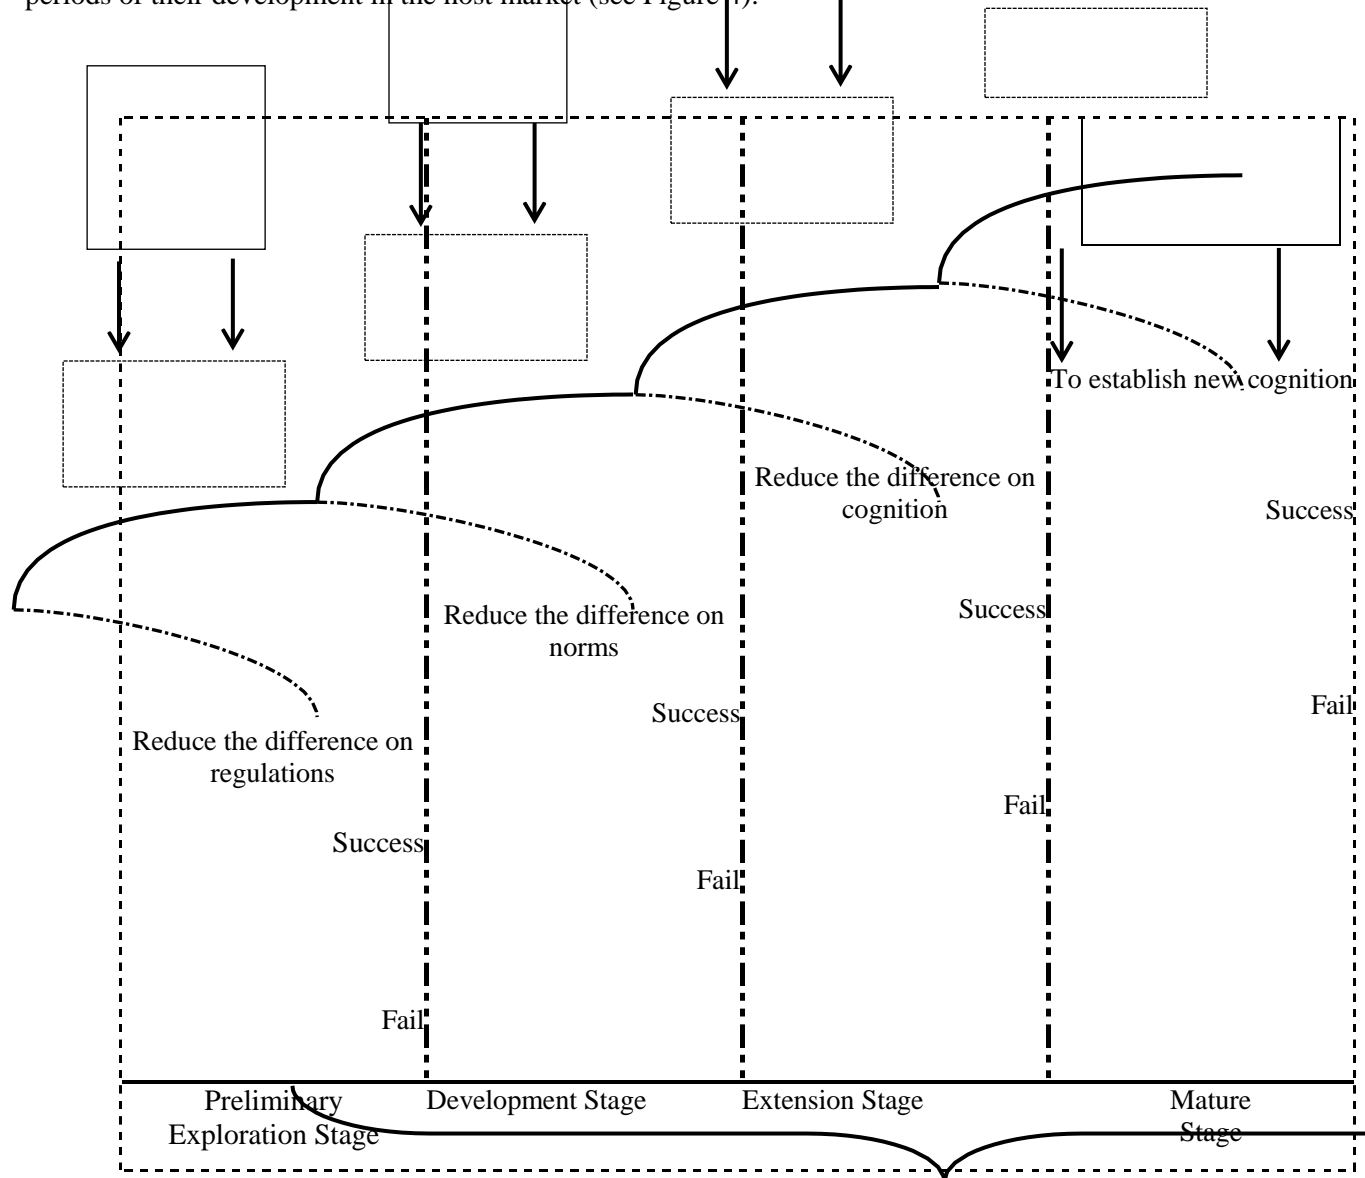 periods of their development in the host market (see Figure 4).
To establish new cognition
Reduce the difference on
cognition
Success
Success
Reduce the difference on
norms
Fail
Success
Reduce the difference on
regulations
Fail
Success
Fail
Fail
Preliminary
Exploration Stage
Development Stage
Extension Stage
Mature
Stage